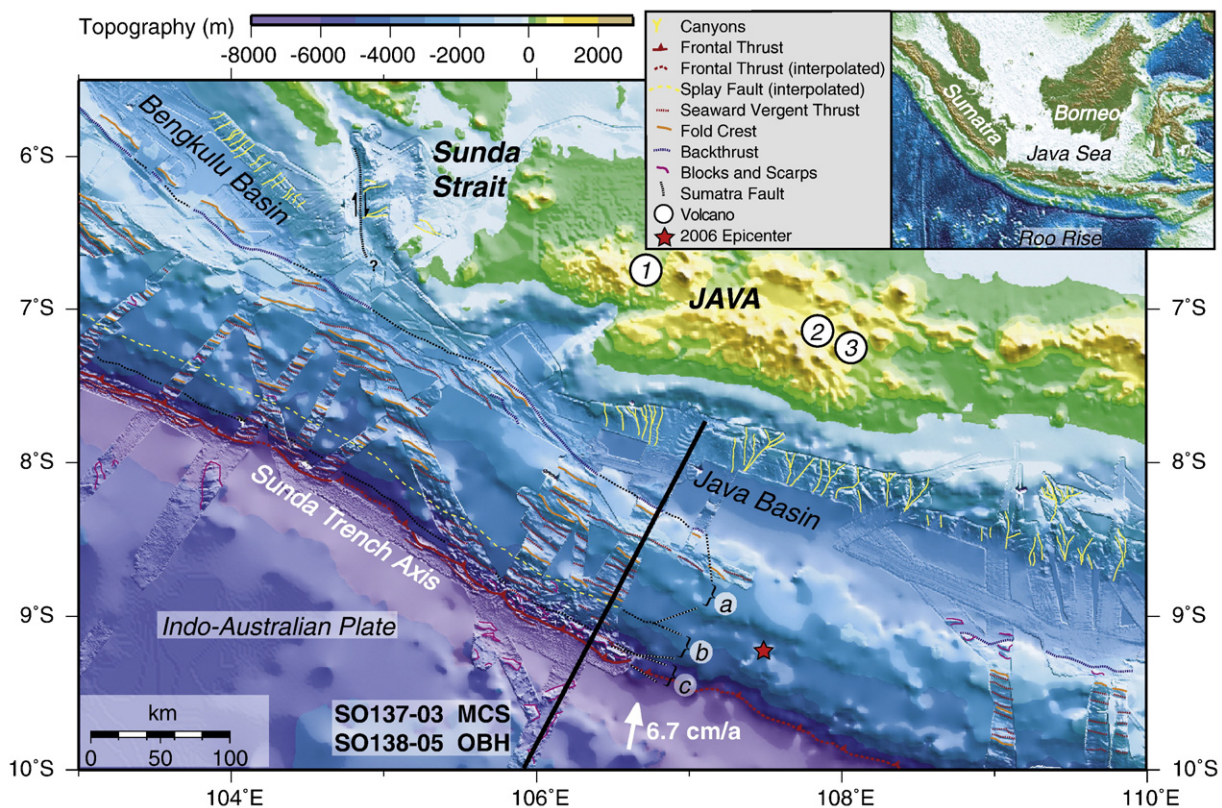 Topography (m)
-8000 -6000 -4000 -2000 0 2000
Canyons
Frontal Thrust
Frontal Thrust (interpolated)
Splay Fault (interpolated)
Seaward Vergent Thrust
Fold Crest
Backthrust
Blocks and Scarps
Sumatra Fault
Volcano
2006 Epicenter
Sumatra
Borneo
Java Sea
Roo Rise
6°S
Bengkulu Basin
Sunda
Strait
?
1
7°S
JAVA
7°S
2
3
8°S
8°S
Java Basin
Sunda Trench Axis
a
9°S
9°S
Indo-Australian Plate
b
c
km
0 50 100
SO137-03 MCS
SO138-05 OBH
6.7 cm/a
10°S
10°S
104°E 106°E 108°E 110°E